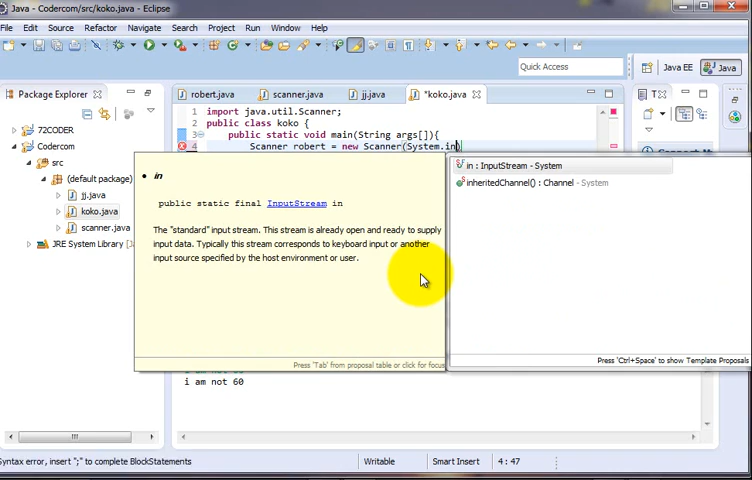 Java - Codercom/src/koko.java - Eclipse
File Edit Source Refactor Navigate Search Project Run Window Help
Quick Access
Java EE
Java
Package Explorer
robert.java
scanner.java
jj.java
*koko.java
72CODER
Codercom
src
(default package)
jj.java
koko.java
scanner.java
JRE System Library
1 import java.util.Scanner;
2 public class koko {
3 public static void main(String args[]){
4 Scanner robert = new Scanner(System.in)
in
public static final InputStream in
The "standard" input stream. This stream is already open and ready to supply
input data. Typically this stream corresponds to keyboard input or another
input source specified by the host environment or user.
Press 'Tab' from proposal table or click for focus
in : InputStream - System
inheritedChannel() : Channel - System
Press 'Ctrl+Space' to show Template Proposals
i am not 60
Syntax error, insert ";" to complete BlockStatements
Writable
Smart Insert
4 : 47